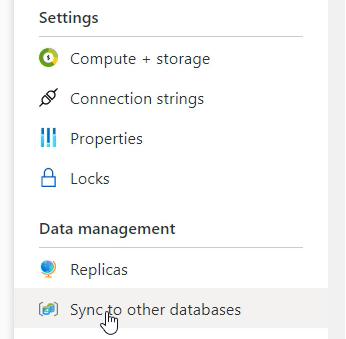 Settings
Compute + storage
Connection strings
Properties
Locks
Data management
Replicas
Sync to other databases